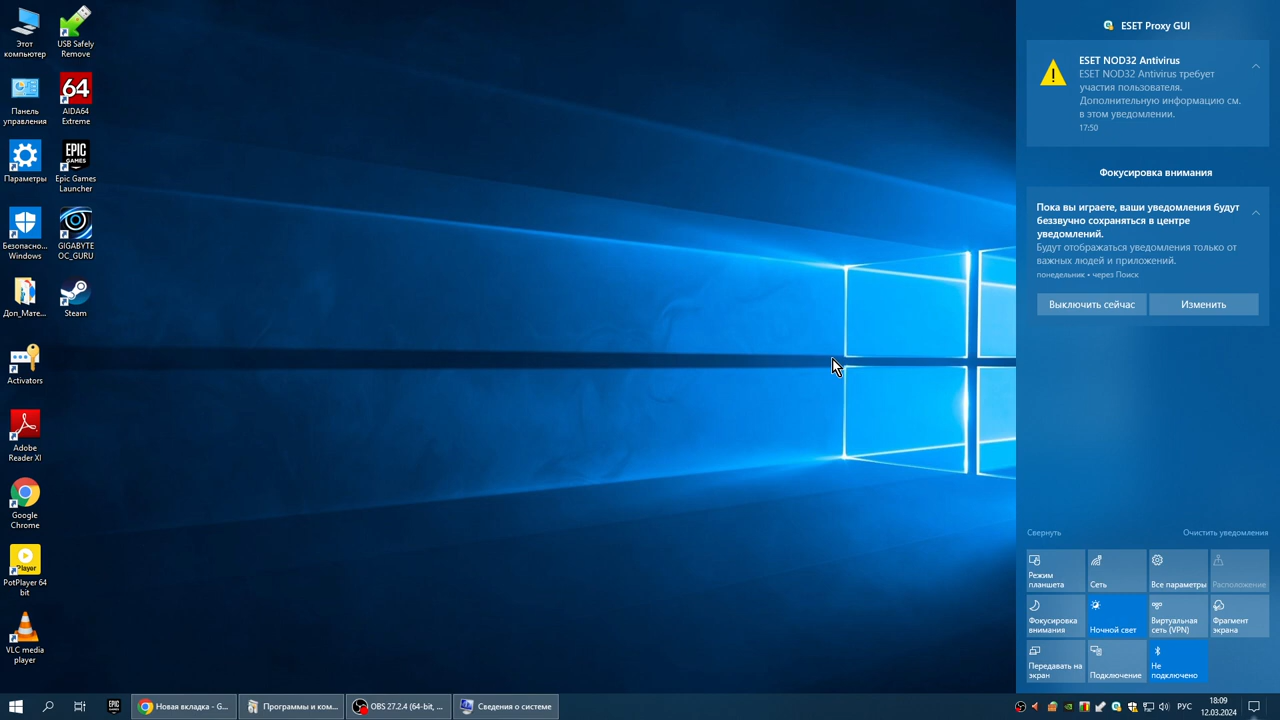 Этот
компьютер
USB Safely
Remove
Панель
управления
64
AIDA64
Extreme
Параметры
EPIC
GAMES
Epic Games
Launcher
Безопасно...
Windows
GIGABYTE
OC_GURU
Доп_Мате...
Steam
Activators
Adobe
Reader XI
Google
Chrome
Player
PotPlayer 64
bit
VLC media
player
ESET Proxy GUI
ESET NOD32 Antivirus
ESET NOD32 Antivirus требует
участия пользователя.
Дополнительную информацию см.
в этом уведомлении.
17:50
Фокусировка внимания
Пока вы играете, ваши уведомления будут
беззвучно сохраняться в центре
уведомлений.
Будут отображаться уведомления только от
важных людей и приложений.
понедельник • через Поиск
Выключить сейчас
Изменить
Свернуть
Очистить уведомления
Режим
планшета
Сеть
Все параметры
Расположение
Фокусировка
внимания
Ночной свет
Виртуальная
сеть (VPN)
Фрагмент
экрана
Передавать на
экран
Подключение
Не
подключено
EPIC
Новая вкладка - G...
Программы и ком...
OBS 27.2.4 (64-bit, ...
Сведения о системе
РУС
18:09
12.03.2024